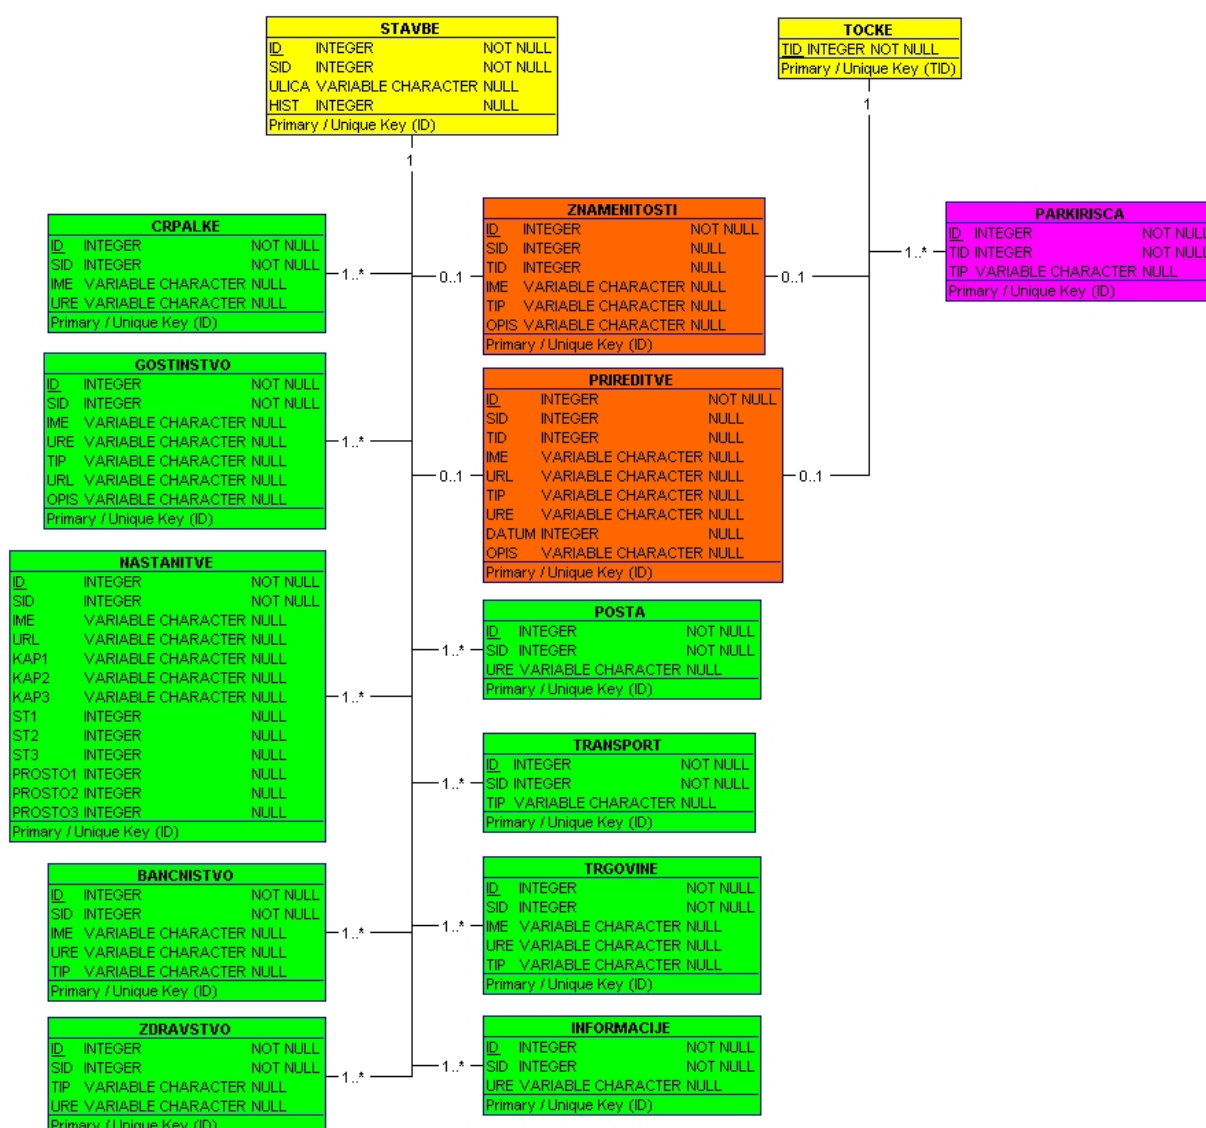 STAVBE
ID INTEGER NOT NULL
SID INTEGER NOT NULL
ULICA VARIABLE CHARACTER NULL
HIST INTEGER NULL
Primary / Unique Key (ID)
1
TOCKE
TID INTEGER NOT NULL
Primary / Unique Key (TID)
1
CRPALKE
ID INTEGER NOT NULL
SID INTEGER NOT NULL
IME VARIABLE CHARACTER NULL
URE VARIABLE CHARACTER NULL
Primary / Unique Key (ID)
1..*
0..1
ZNAMENITOSTI
ID INTEGER NOT NULL
SID INTEGER NULL
TID INTEGER NULL
IME VARIABLE CHARACTER NULL
TIP VARIABLE CHARACTER NULL
OPIS VARIABLE CHARACTER NULL
Primary / Unique Key (ID)
0..1
1..*
PARKIRISCA
ID INTEGER NOT NULL
TID INTEGER NOT NULL
TIP VARIABLE CHARACTER NULL
Primary / Unique Key (ID)
GOSTINSTVO
ID INTEGER NOT NULL
SID INTEGER NOT NULL
IME VARIABLE CHARACTER NULL
URE VARIABLE CHARACTER NULL
TIP VARIABLE CHARACTER NULL
URL VARIABLE CHARACTER NULL
OPIS VARIABLE CHARACTER NULL
Primary / Unique Key (ID)
1..*
0..1
PRIREDITVE
ID INTEGER NOT NULL
SID INTEGER NULL
TID INTEGER NULL
IME VARIABLE CHARACTER NULL
URL VARIABLE CHARACTER NULL
TIP VARIABLE CHARACTER NULL
URE VARIABLE CHARACTER NULL
DATUM INTEGER NULL
OPIS VARIABLE CHARACTER NULL
Primary / Unique Key (ID)
0..1
NASTANITVE
ID INTEGER NOT NULL
SID INTEGER NOT NULL
IME VARIABLE CHARACTER NULL
URL VARIABLE CHARACTER NULL
KAP1 VARIABLE CHARACTER NULL
KAP2 VARIABLE CHARACTER NULL
KAP3 VARIABLE CHARACTER NULL
ST1 INTEGER NULL
ST2 INTEGER NULL
ST3 INTEGER NULL
PROSTO1 INTEGER NULL
PROSTO2 INTEGER NULL
PROSTO3 INTEGER NULL
Primary / Unique Key (ID)
1..*
1..*
POSTA
ID INTEGER NOT NULL
SID INTEGER NOT NULL
URE VARIABLE CHARACTER NULL
Primary / Unique Key (ID)
1..*
TRANSPORT
ID INTEGER NOT NULL
SID INTEGER NOT NULL
TIP VARIABLE CHARACTER NULL
Primary / Unique Key (ID)
BANCNISTVO
ID INTEGER NOT NULL
SID INTEGER NOT NULL
IME VARIABLE CHARACTER NULL
URE VARIABLE CHARACTER NULL
TIP VARIABLE CHARACTER NULL
Primary / Unique Key (ID)
1..*
1..*
TRGOVINE
ID INTEGER NOT NULL
SID INTEGER NOT NULL
IME VARIABLE CHARACTER NULL
URE VARIABLE CHARACTER NULL
TIP VARIABLE CHARACTER NULL
Primary / Unique Key (ID)
ZDRAVSTVO
ID INTEGER NOT NULL
SID INTEGER NOT NULL
TIP VARIABLE CHARACTER NULL
URE VARIABLE CHARACTER NULL
Primary / Unique Key (ID)
1..*
1..*
INFORMACIJE
ID INTEGER NOT NULL
SID INTEGER NOT NULL
URE VARIABLE CHARACTER NULL
Primary / Unique Key (ID)